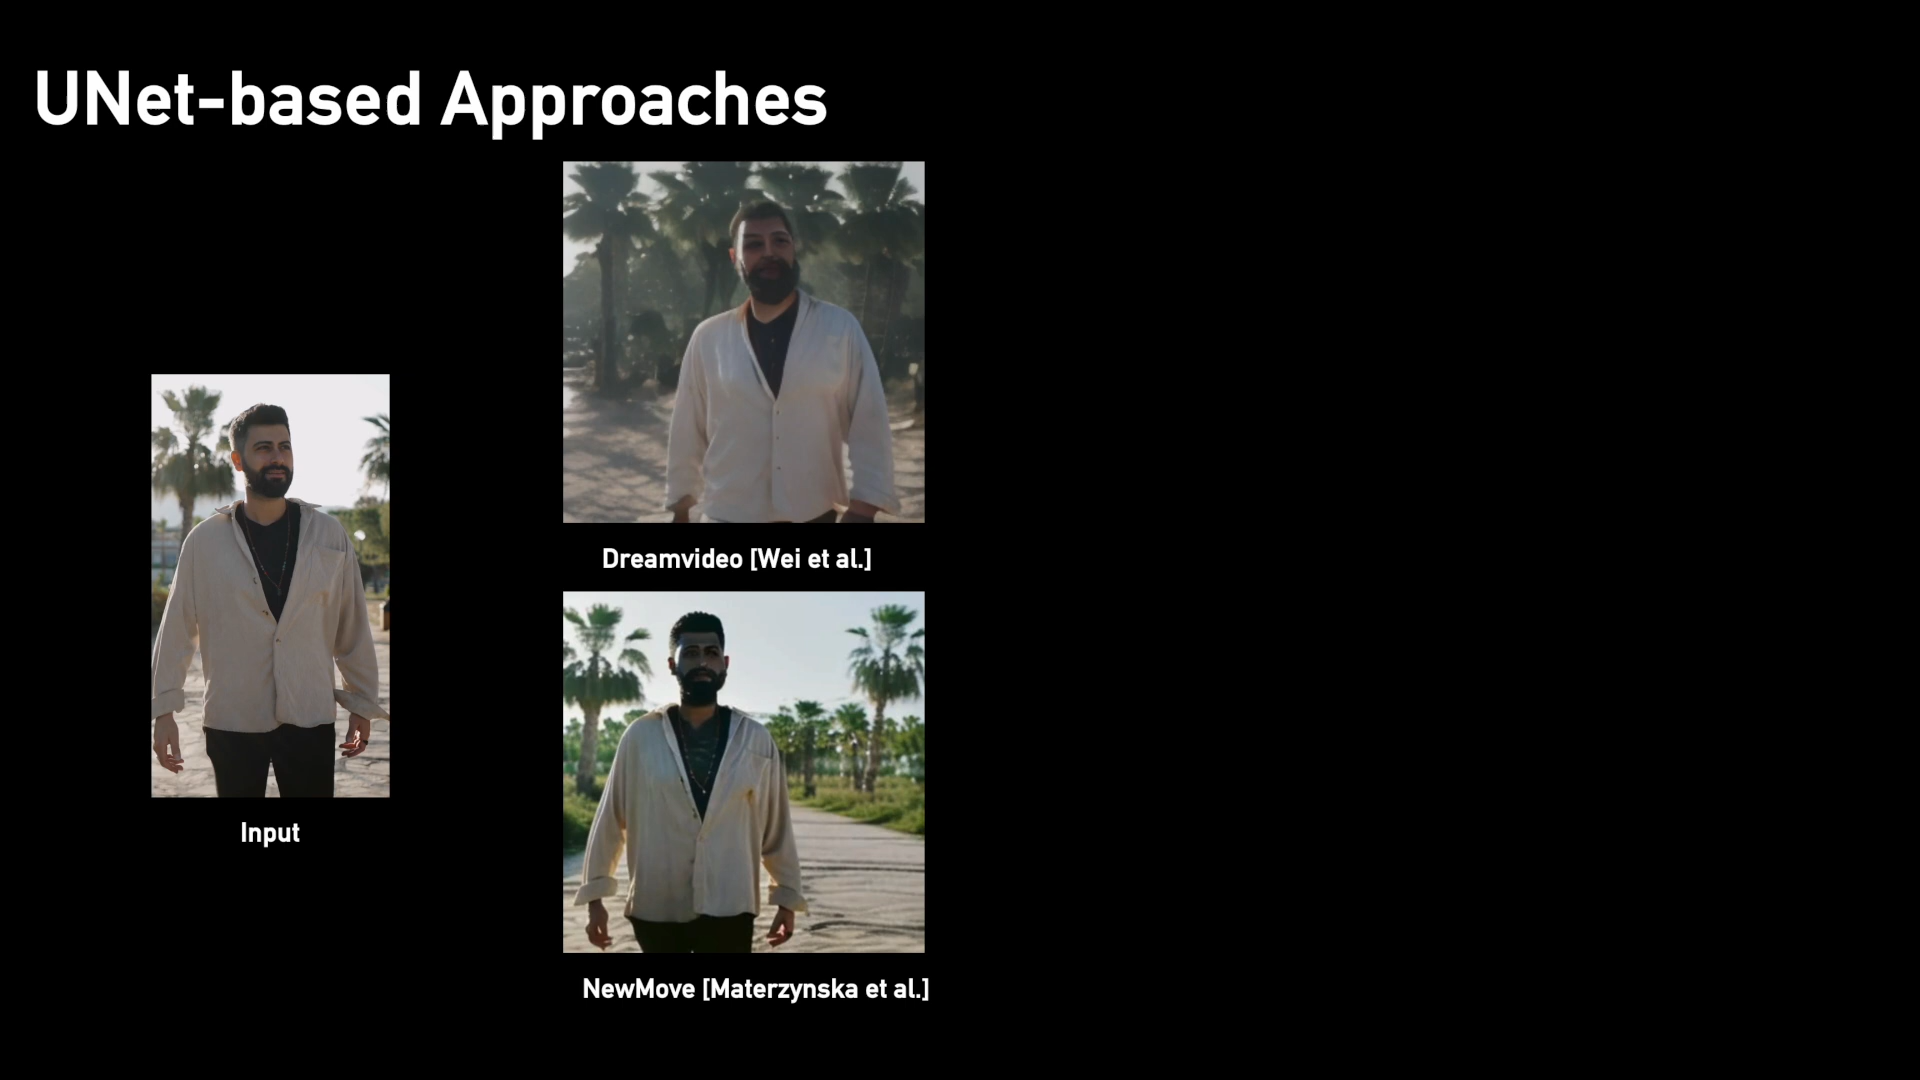 UNet-based Approaches
Dreamvideo [Wei et al.]
Input
NewMove [Materzynska et al.]